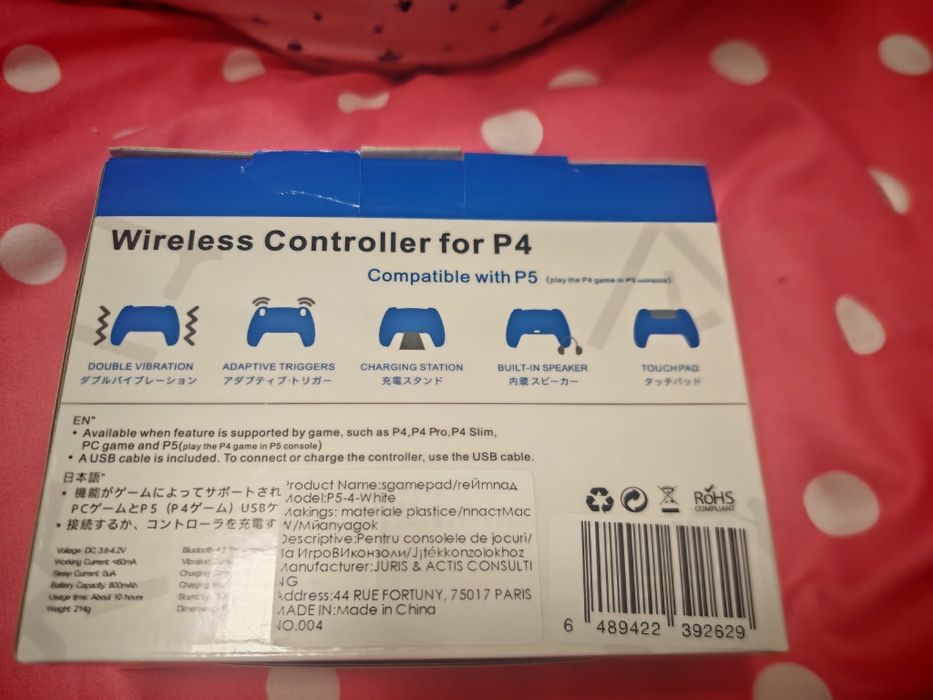 Wireless Controller for P4
Compatible with P5 (play the P4 game in P5 console)
DOUBLE VIBRATION
ダブルバイブレーション
ADAPTIVE TRIGGERS
アダプティブ・トリガー
CHARGING STATION
充電スタンド
BUILT-IN SPEAKER
内蔵スピーカー
TOUCHPAD
タッチパッド
EN"
• Available when feature is supported by game, such as P4,P4 Pro,P4 Slim,
PC game and P5(play the P4 game in P5 console)
• A USB cable is included. To connect or charge the controller, use the USB cable.
日本語"
• 機能がゲームによってサポートされ
PCゲームとP5 (P4ゲーム) USBケ
• 接続するか、コントローラを充電す
Voltage: DC 3.6-4.2V
Working Current: <80mA
Sleep Current: 0uA
Battery Capacity: 600mAh
Usage time: About 10 hours
Weight: 214g
Bluetooth
Vibration
Charging
Charging
Product Name:sgamepad/геймпад
Model:P5-4-White
Makings: materiale plastice/пластмас
Műanyagok
Descriptive:Pentru consolele de jocuri/
За ИгроВИконзоли/Játékkonzolokhoz
Manufacturer:JURIS & ACTIS CONSULTI
NG
Address:44 RUE FORTUNY, 75017 PARIS
MADE IN:Made in China
NO.004
RoHS
COMPLIANT
6 489422 392629